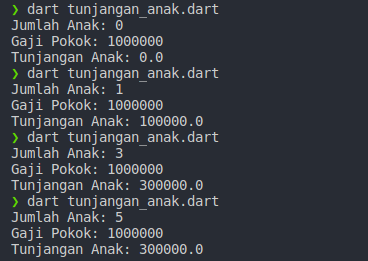 ❯ dart tunjangan_anak.dart
Jumlah Anak: 0
Gaji Pokok: 1000000
Tunjangan Anak: 0.0
❯ dart tunjangan_anak.dart
Jumlah Anak: 1
Gaji Pokok: 1000000
Tunjangan Anak: 100000.0
❯ dart tunjangan_anak.dart
Jumlah Anak: 3
Gaji Pokok: 1000000
Tunjangan Anak: 300000.0
❯ dart tunjangan_anak.dart
Jumlah Anak: 5
Gaji Pokok: 1000000
Tunjangan Anak: 300000.0